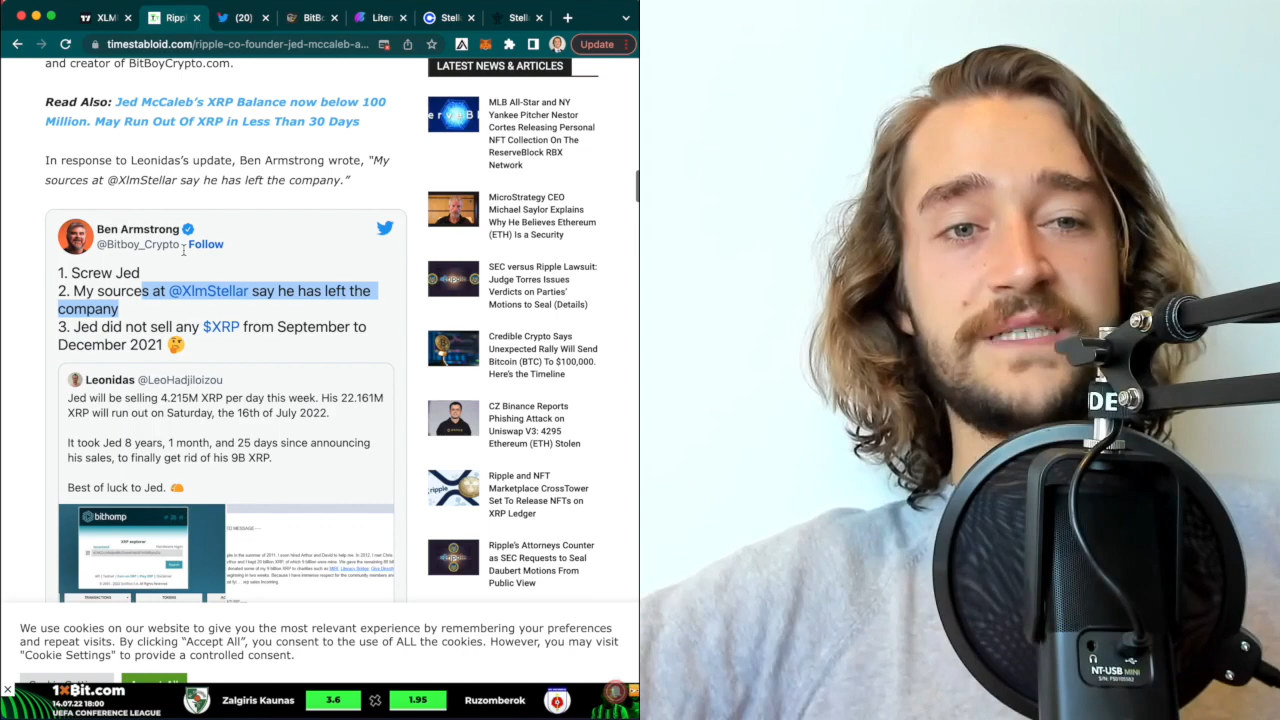 XLM
Rippl
(20)
BitBo
Liter
Stell
Stell
timestabloid.com/ripple-co-founder-jed-mccaleb-a...
Update
and creator of BitBoyCrypto.com.
Read Also: Jed McCaleb's XRP Balance now below 100
Million. May Run Out Of XRP in Less Than 30 Days
In response to Leonidas's update, Ben Armstrong wrote, “My
sources at @XlmStellar say he has left the company.”
Ben Armstrong
@Bitboy_Crypto · Follow
1. Screw Jed
2. My sources at @XlmStellar say he has left the
company
3. Jed did not sell any $XRP from September to
December 2021
Leonidas @LeoHadjiloizou
Jed will be selling 4.215M XRP per day this week. His 22.161M
XRP will run out on Saturday, the 16th of July 2022.
It took Jed 8 years, 1 month, and 25 days since announcing
his sales, to finally get rid of his 9B XRP.
Best of luck to Jed.
bithomp
XRP explorer
Search
TRANSACTIONS
TOKENS
LATEST NEWS & ARTICLES
MLB All-Star and NY
Yankee Pitcher Nestor
Cortes Releasing Personal
NFT Collection On The
ReserveBlock RBX
Network
MicroStrategy CEO
Michael Saylor Explains
Why He Believes Ethereum
(ETH) Is a Security
SEC versus Ripple Lawsuit:
Judge Torres Issues
Verdicts on Parties'
Motions to Seal (Details)
Credible Crypto Says
Unexpected Rally Will Send
Bitcoin (BTC) To $100,000.
Here's the Timeline
CZ Binance Reports
Phishing Attack on
Uniswap V3: 4295
Ethereum (ETH) Stolen
Ripple and NFT
Marketplace CrossTower
Set To Release NFTs on
XRP Ledger
Ripple's Attorneys Counter
as SEC Requests to Seal
Daubert Motions From
Public View
We use cookies on our website to give you the most relevant experience by remembering your preferences
and repeat visits. By clicking “Accept All”, you consent to the use of ALL the cookies. However, you may visit
"Cookie Settings" to provide a controlled consent.
1XBit.com
14.07.22 18:00
UEFA CONFERENCE LEAGUE
Zalgiris Kaunas
3.6
1.95
Ruzomberok
DE
NT-USB MINI